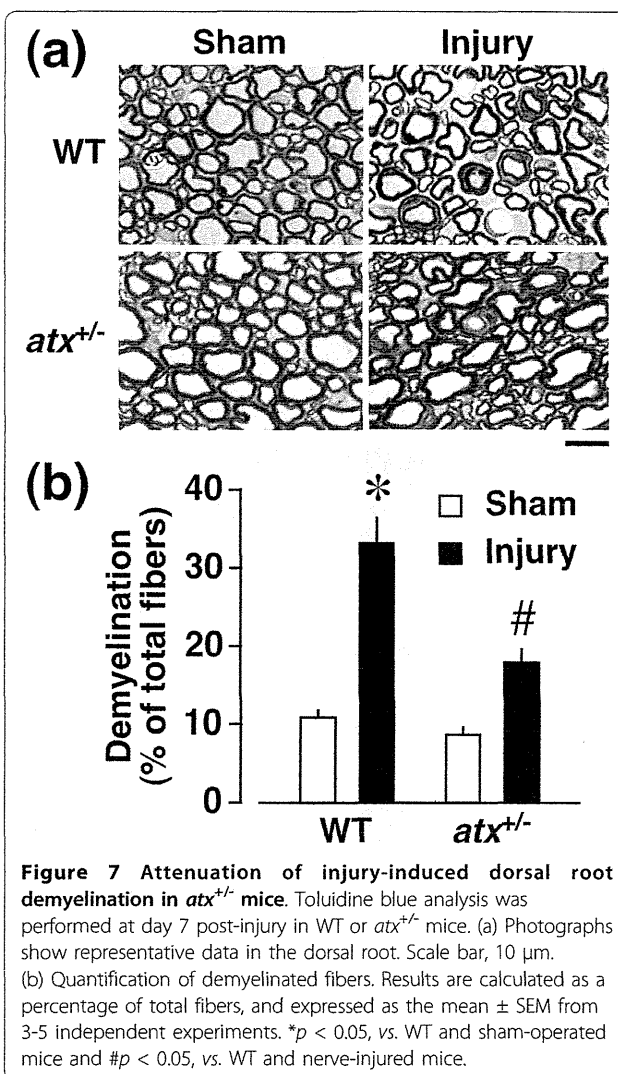 (a)
Sham Injury
WT
atx+/-
(b)
40
30
20
10
0
Demyelination
(% of total fibers)
*
#
Sham
Injury
WT atx+/-
Figure 7 Attenuation of injury-induced dorsal root
demyelination in atx+/- mice. Toluidine blue analysis was
performed at day 7 post-injury in WT or atx+/- mice. (a) Photographs
show representative data in the dorsal root. Scale bar, 10 μm.
(b) Quantification of demyelinated fibers. Results are calculated as a
percentage of total fibers, and expressed as the mean ± SEM from
3-5 independent experiments. *p < 0.05, vs. WT and sham-operated
mice and #p < 0.05, vs. WT and nerve-injured mice.